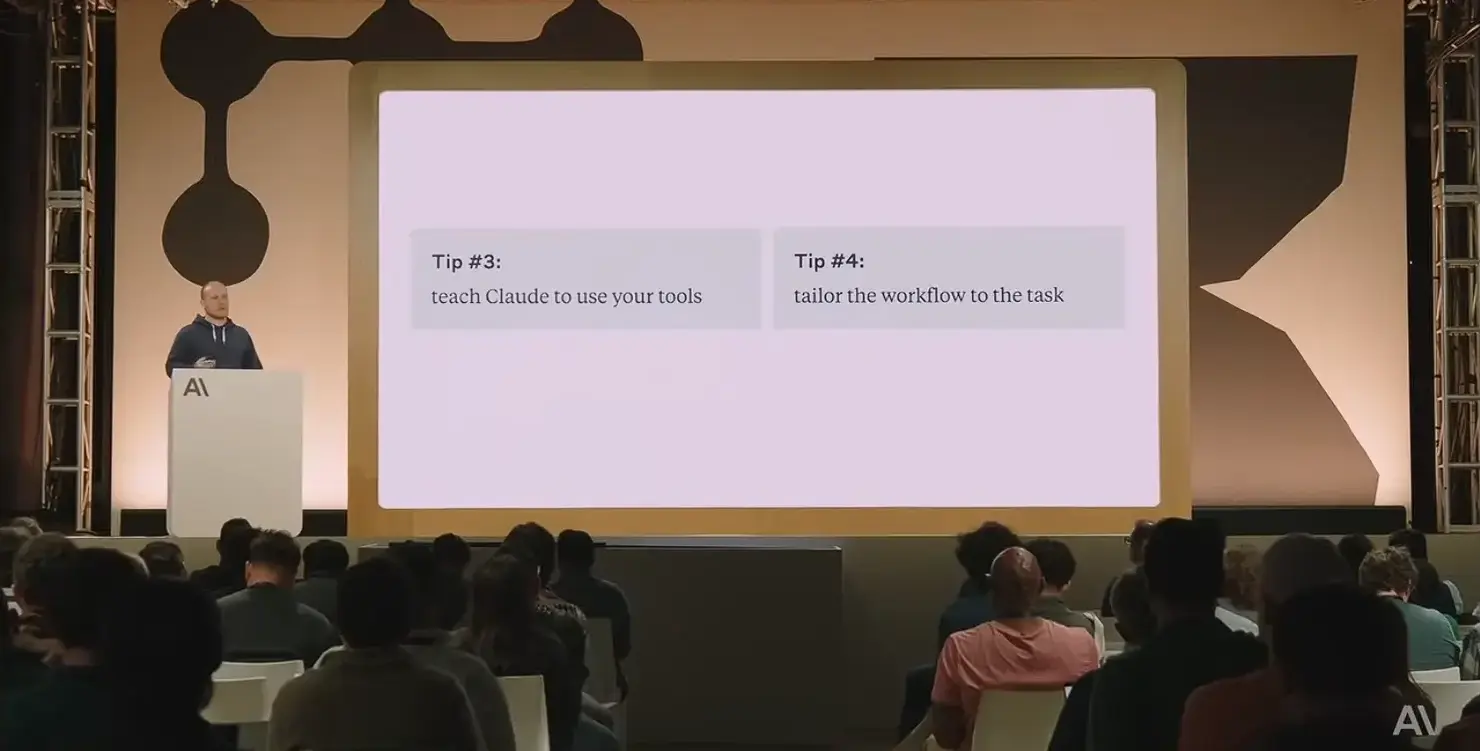 Tip #3:
teach Claude to use your tools
Tip #4:
tailor the workflow to the task
A\
A\